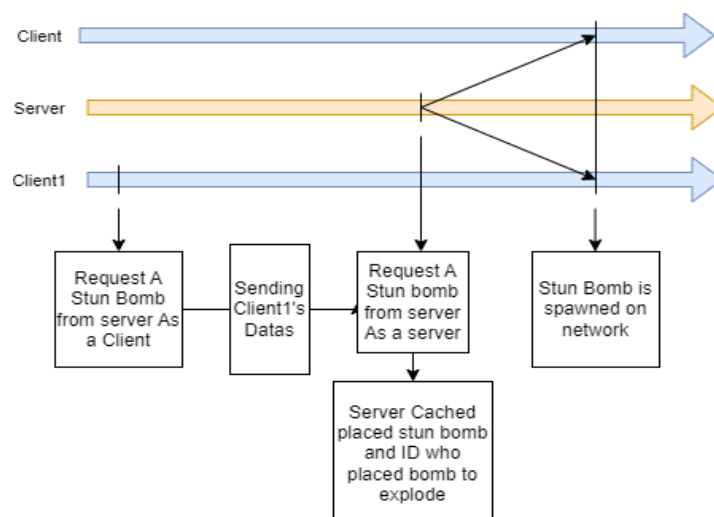 Client
Server
Client1
Request A
Stun Bomb
from server As
a Client
Sending
Client1's
Datas
Request A
Stun bomb
from server
As a server
Stun Bomb is
spawned on
network
Server Cached
placed stun bomb
and ID who
placed bomb to
explode